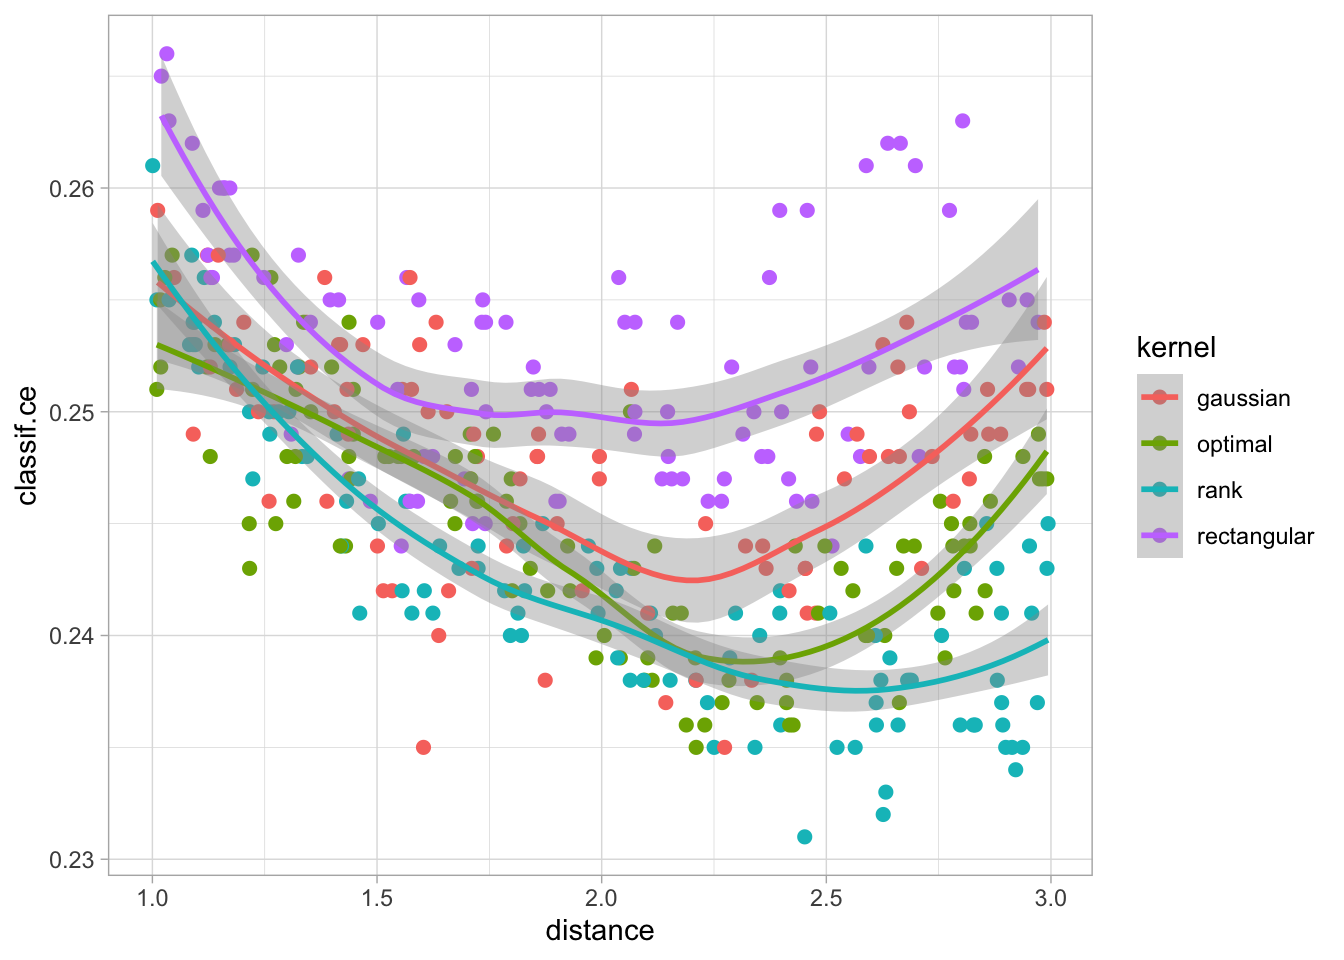 classif.ce
0.26
0.25
0.24
0.23
1.0 1.5 2.0 2.5 3.0
distance
kernel
gaussian
optimal
rank
rectangular